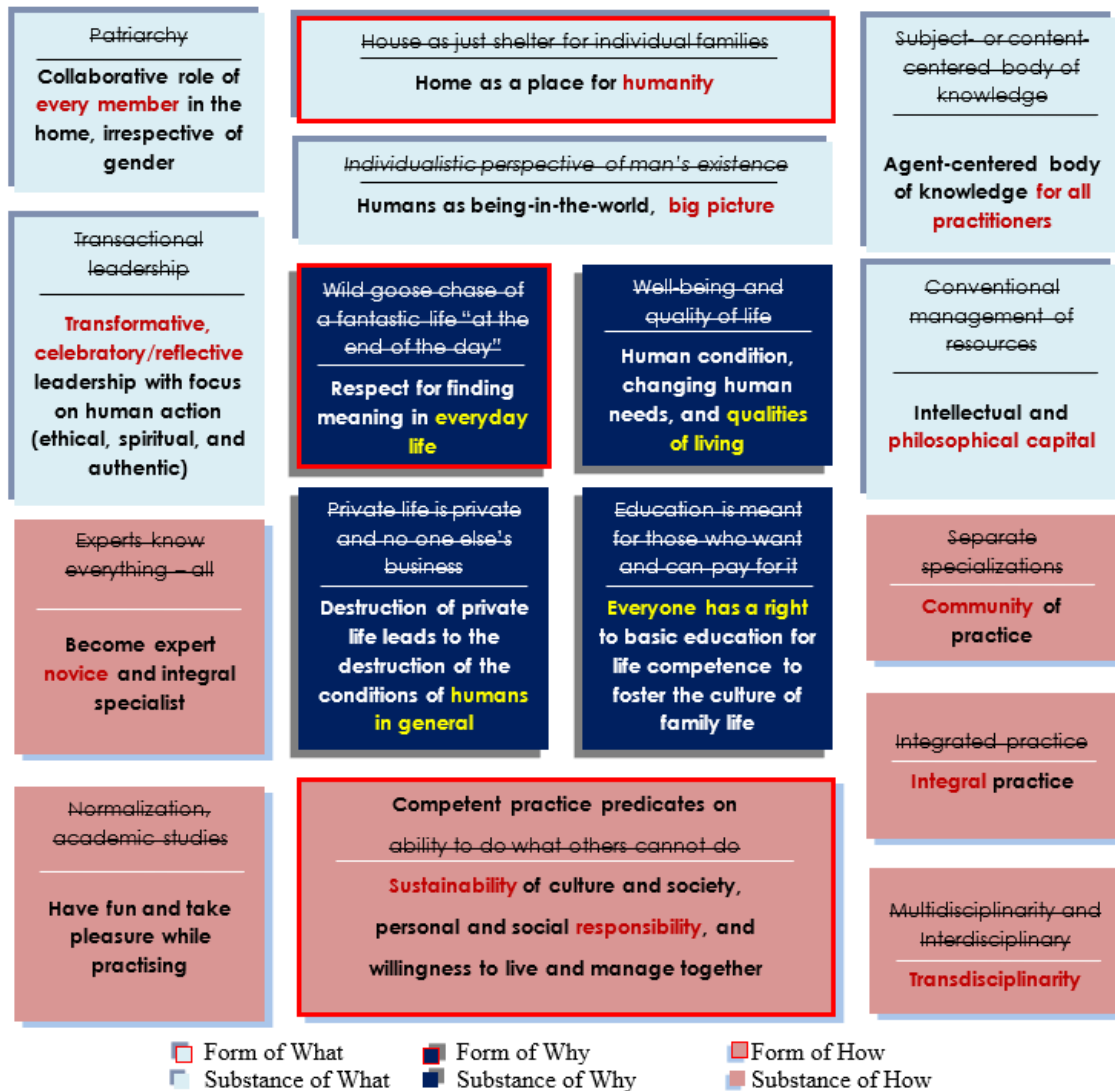 Patriarchy
Collaborative role of
every member in the
home, irrespective of
gender
House as just shelter for individual families
Home as a place for humanity
Subject- or content-
centered body of
knowledge
Agent-centered body
of knowledge for all
practitioners
Individualistic perspective of man's existence
Humans as being-in-the-world, big picture
Transactional
leadership
Transformative,
celebratory/reflective
leadership with focus
on human action
(ethical, spiritual, and
authentic)
Wild goose chase of
a fantastic life "at the
end of the day"
Respect for finding
meaning in everyday
life
Well-being and
quality of life
Human condition,
changing human
needs, and qualities
of living
Conventional
management of
resources
Intellectual and
philosophical capital
Experts know
everything – all
Become expert
novice and integral
specialist
Private life is private
and no one else's
business
Destruction of private
life leads to the
destruction of the
conditions of humans
in general
Education is meant
for those who want
and can pay for it
Everyone has a right
to basic education for
life competence to
foster the culture of
family life
Separate
specializations
Community of
practice
Integrated practice
Integral practice
Normalization,
academic studies
Have fun and take
pleasure while
practising
Competent practice predicates on
ability to do what others cannot do
Sustainability of culture and society,
personal and social responsibility, and
willingness to live and manage together
Multidisciplinarity and
Interdisciplinary
Transdisciplinarity
Form of What
Form of Why
Form of How
Substance of What
Substance of Why
Substance of How